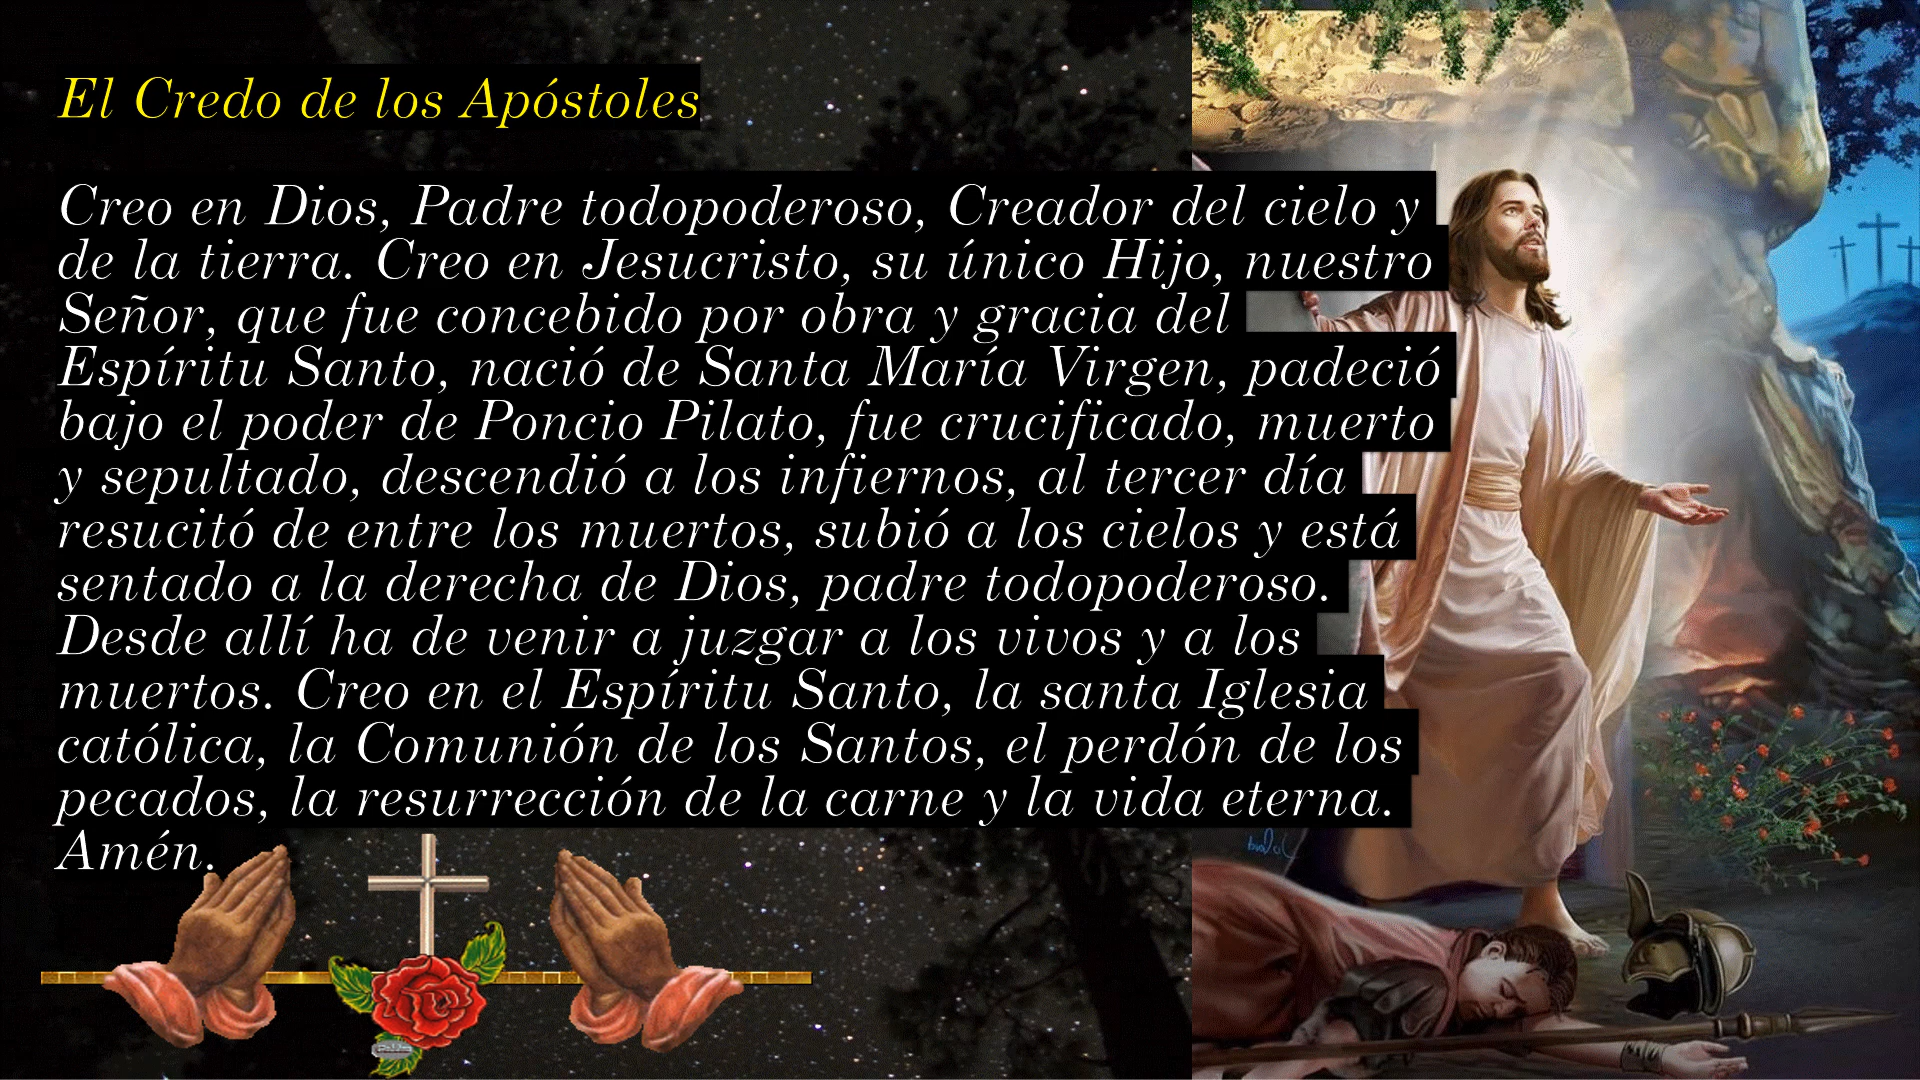 El Credo de los Apóstoles
Creo en Dios, Padre todopoderoso, Creador del cielo y
de la tierra. Creo en Jesucristo, su único Hijo, nuestro
Señor, que fue concebido por obra y gracia del
Espíritu Santo, nació de Santa María Virgen, padeció
bajo el poder de Poncio Pilato, fue crucificado, muerto
y sepultado, descendió a los infiernos, al tercer día
resucitó de entre los muertos, subió a los cielos y está
sentado a la derecha de Dios, padre todopoderoso.
Desde allí ha de venir a juzgar a los vivos y a los
muertos. Creo en el Espíritu Santo, la santa Iglesia
católica, la Comunión de los Santos, el perdón de los
pecados, la resurrección de la carne y la vida eterna.
Amén.